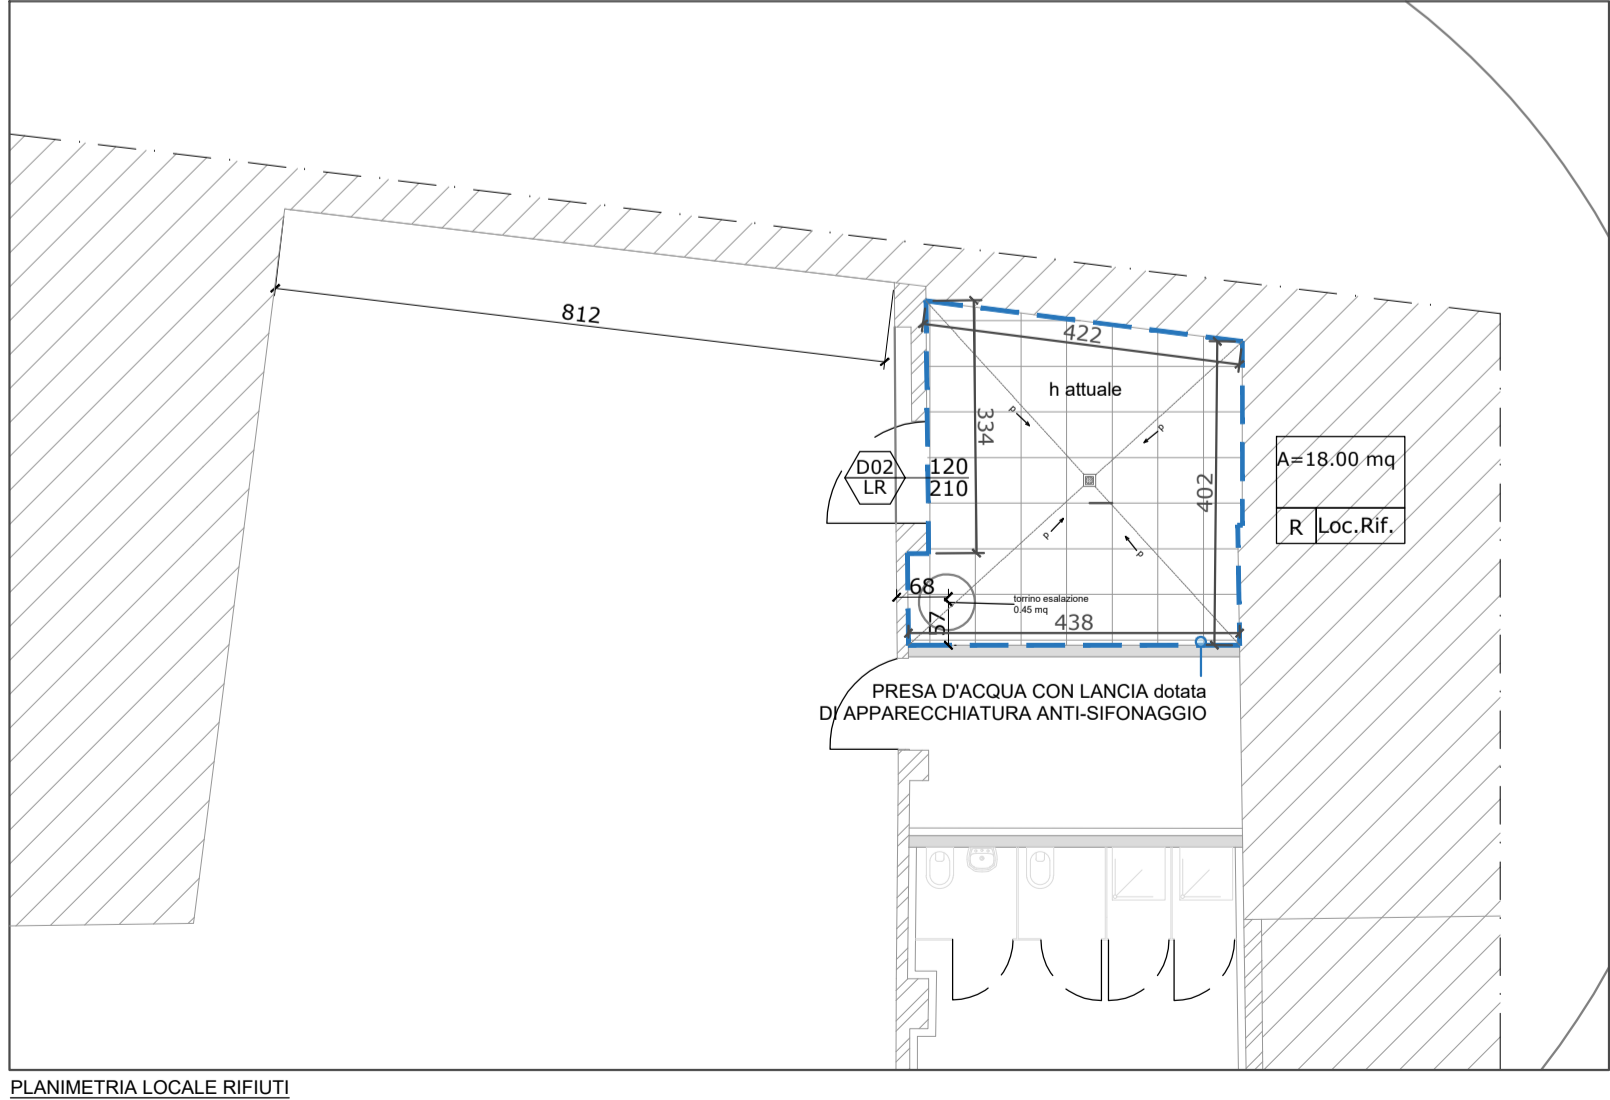 812
422
h attuale
334
P
P
D02
LR
120
210
402
A=18.00 mq
R
Loc.Rif.
P
P
68
57
torrino esalazione
0.45 mq
438
PRESA D'ACQUA CON LANCIA dotata
DI APPARECCHIATURA ANTI-SIFONAGGIO
PLANIMETRIA LOCALE RIFIUTI